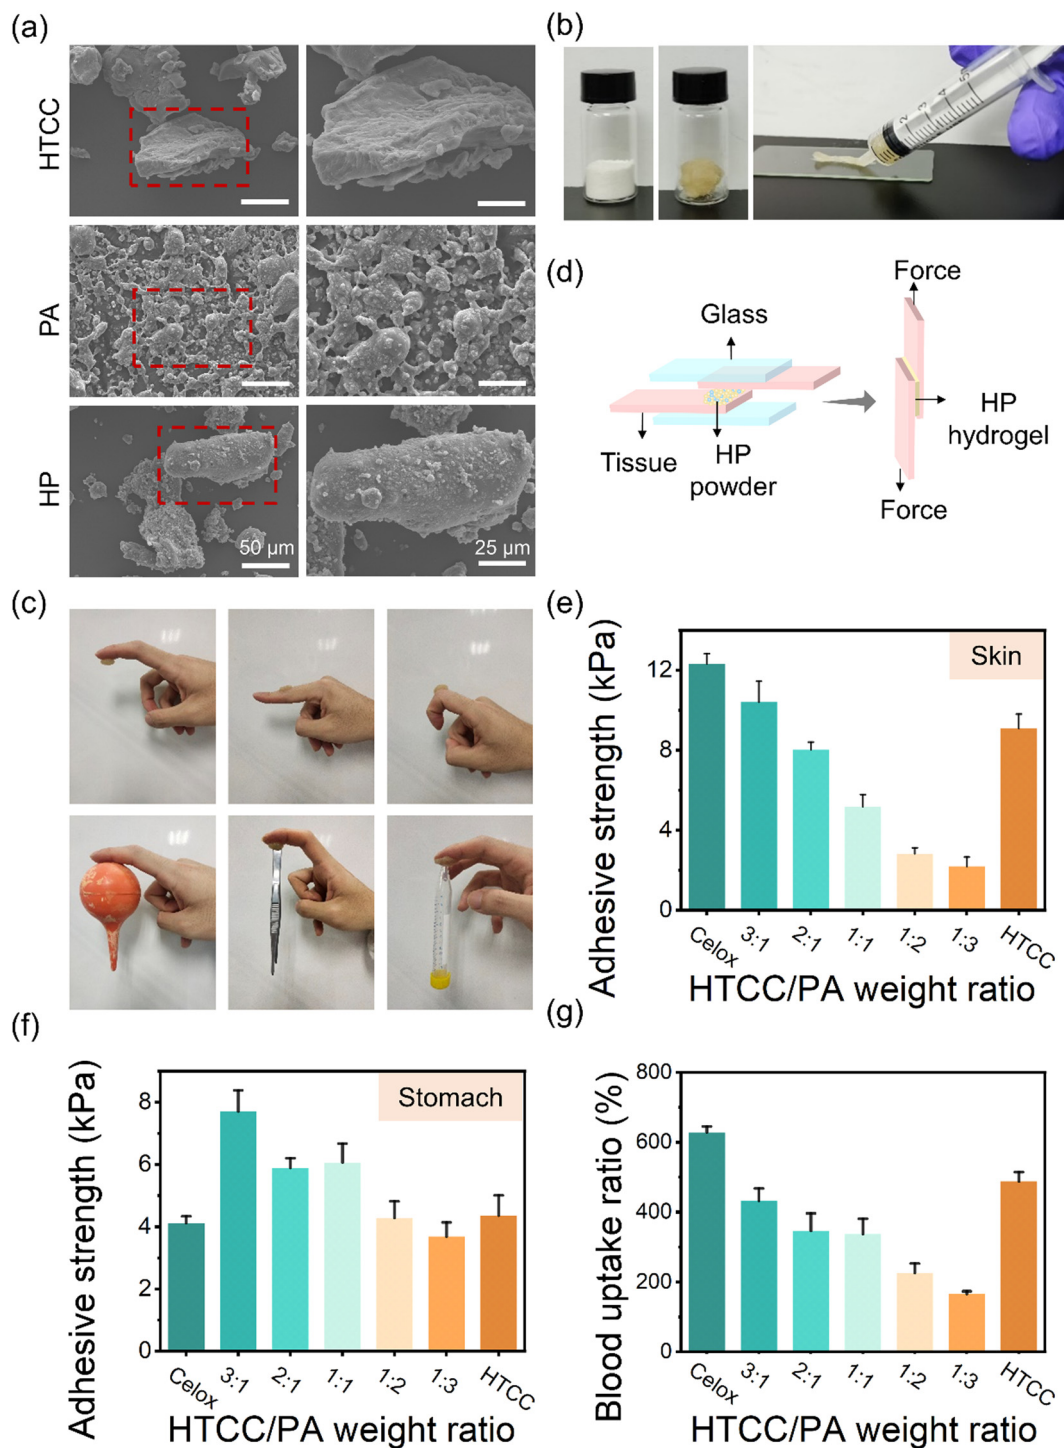 (a)
HTCC
PA
HP
50 µm
25 µm
(b)
(d)
Glass
Tissue
HP
powder
Force
HP
hydrogel
Force
(c)
(e)
Adhesive strength (kPa)
12
8
4
0
Skin
Celox
3:1
2:1
1:1
1:2
1:3
HTCC
HTCC/PA weight ratio
(f)
Adhesive strength (kPa)
8
6
4
2
0
Stomach
Celox
3:1
2:1
1:1
1:2
1:3
HTCC
HTCC/PA weight ratio
(g)
Blood uptake ratio (%)
800
600
400
200
0
Celox
3:1
2:1
1:1
1:2
1:3
HTCC
HTCC/PA weight ratio